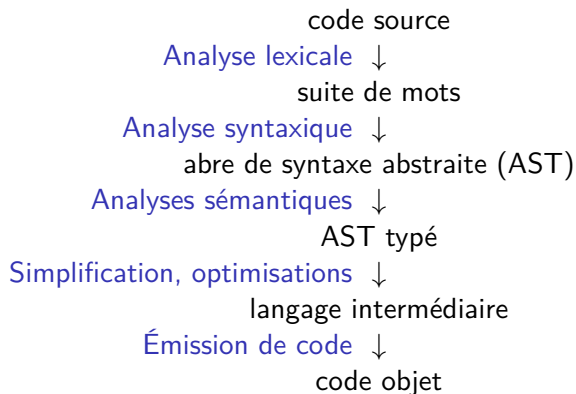 code source
Analyse lexicale ↓
suite de mots
Analyse syntaxique ↓
abre de syntaxe abstraite (AST)
Analyses sémantiques ↓
AST typé
Simplification, optimisations ↓
langage intermédiaire
Émission de code ↓
code objet